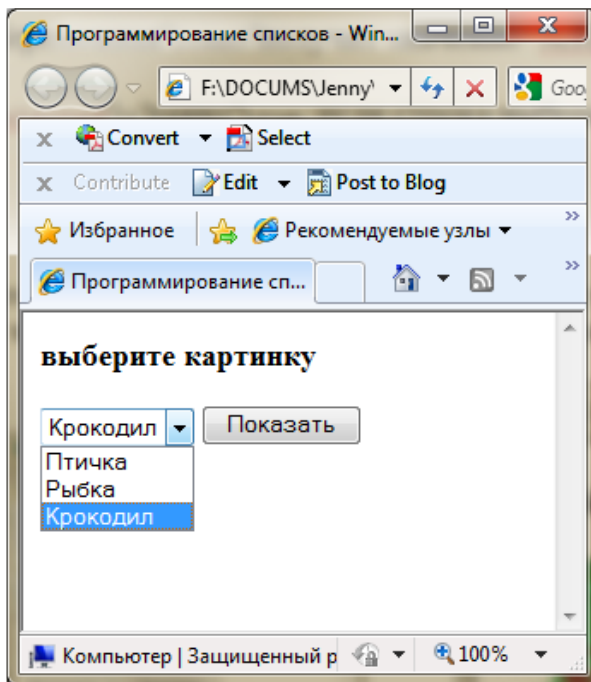 Программирование списков - Win...
F:\DOCUMS\Jenny\ Goo
x Convert Select
x Contribute Edit Post to Blog
Избранное Рекомендуемые узлы »
Программирование сп... »
выберите картинку
Крокодил Показать
Птичка
Рыбка
Крокодил
Компьютер | Защищенный р 100%